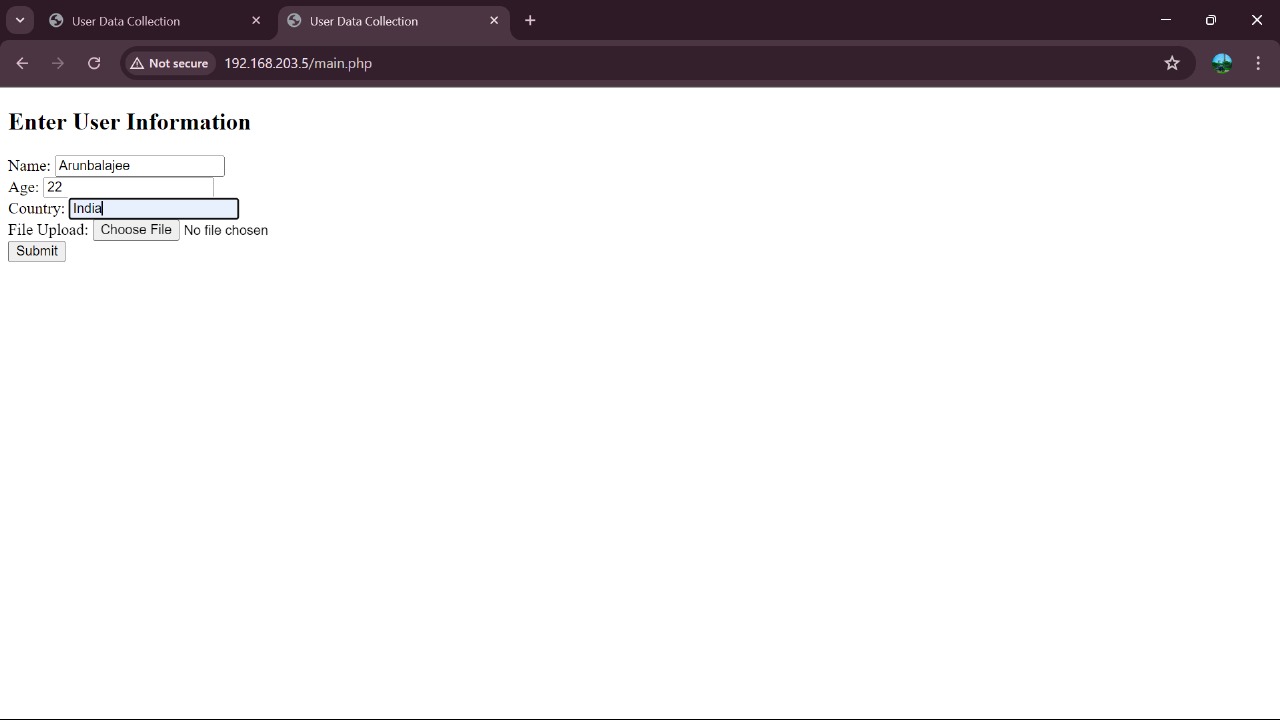 User Data Collection
User Data Collection
Not secure 192.168.203.5/main.php
Enter User Information
Name: Arunbalajee
Age: 22
Country: India
File Upload: Choose File No file chosen
Submit